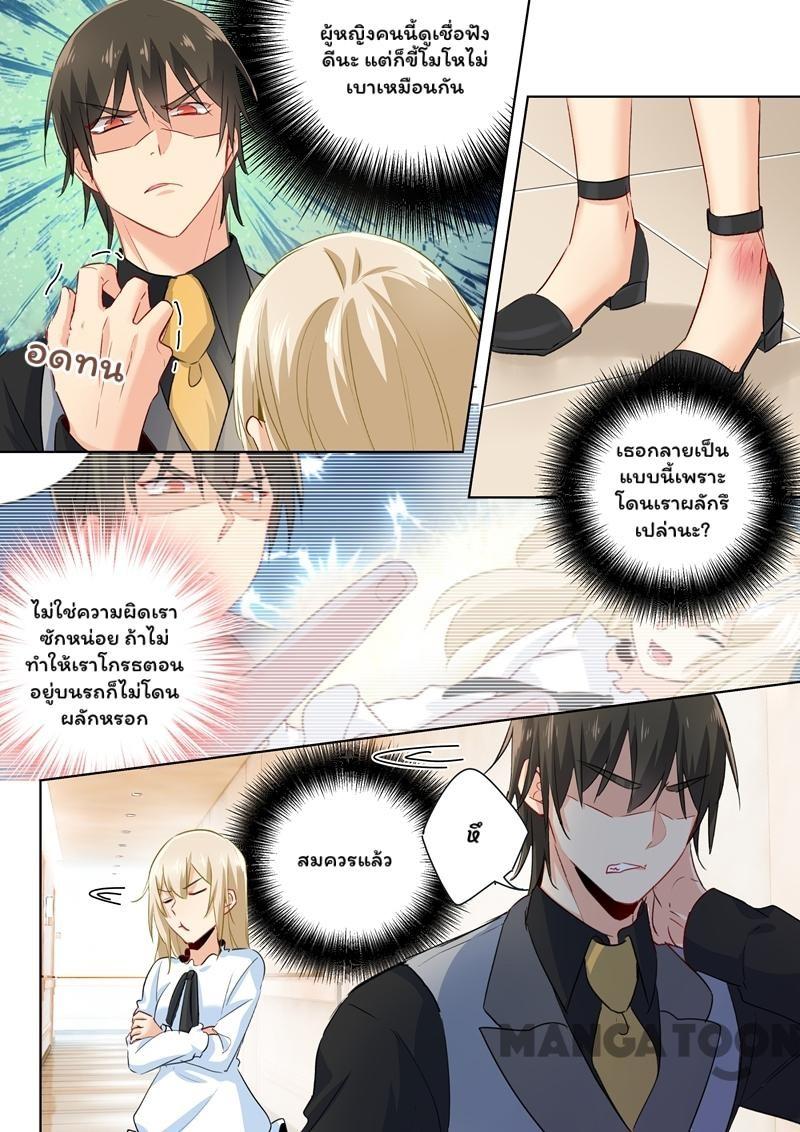 ผู้หญิงคนนี้ดูเชื่อฟัง
ดีนะ แต่ก็ขี้โมโหไม่
เบาเหมือนกัน
อดทน
เธอกลายเป็น
แบบนี้เพราะ
โดนเราผลักรึ
เปล่านะ?
ไม่ใช่ความผิดเรา
ซักหน่อย ถ้าไม่
ทำให้เราโกรธตอน
อยู่บนรถก็ไม่โดน
ผลักหรอก
หึ
สมควรแล้ว
MANGATOON